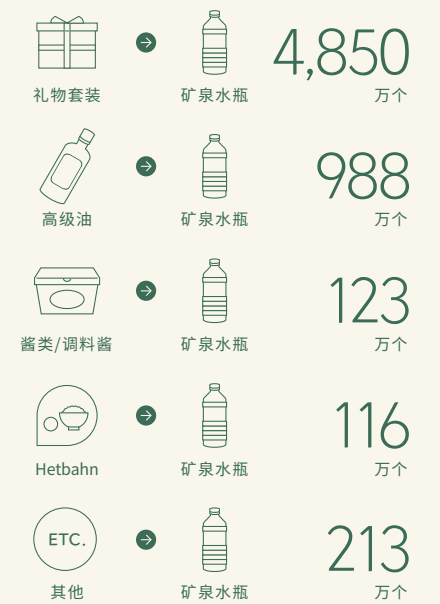 4,850
礼物套装 矿泉水瓶 万个
988
高级油 矿泉水瓶 万个
123
酱类/调料酱 矿泉水瓶 万个
116
Hetbahn 矿泉水瓶 万个
ETC. 213
其他 矿泉水瓶 万个